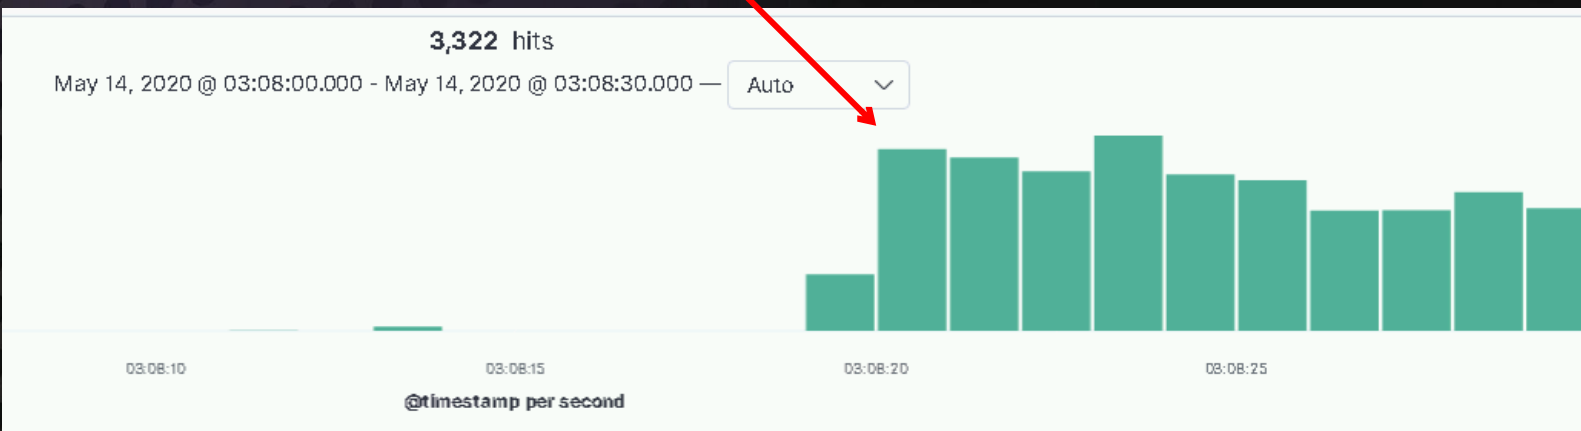 3,322 hits
May 14, 2020 @ 03:08:00.000 - May 14, 2020 @ 03:08:30.000 — Auto
03:08:10 03:08:15 03:08:20 03:08:25
@timestamp per second